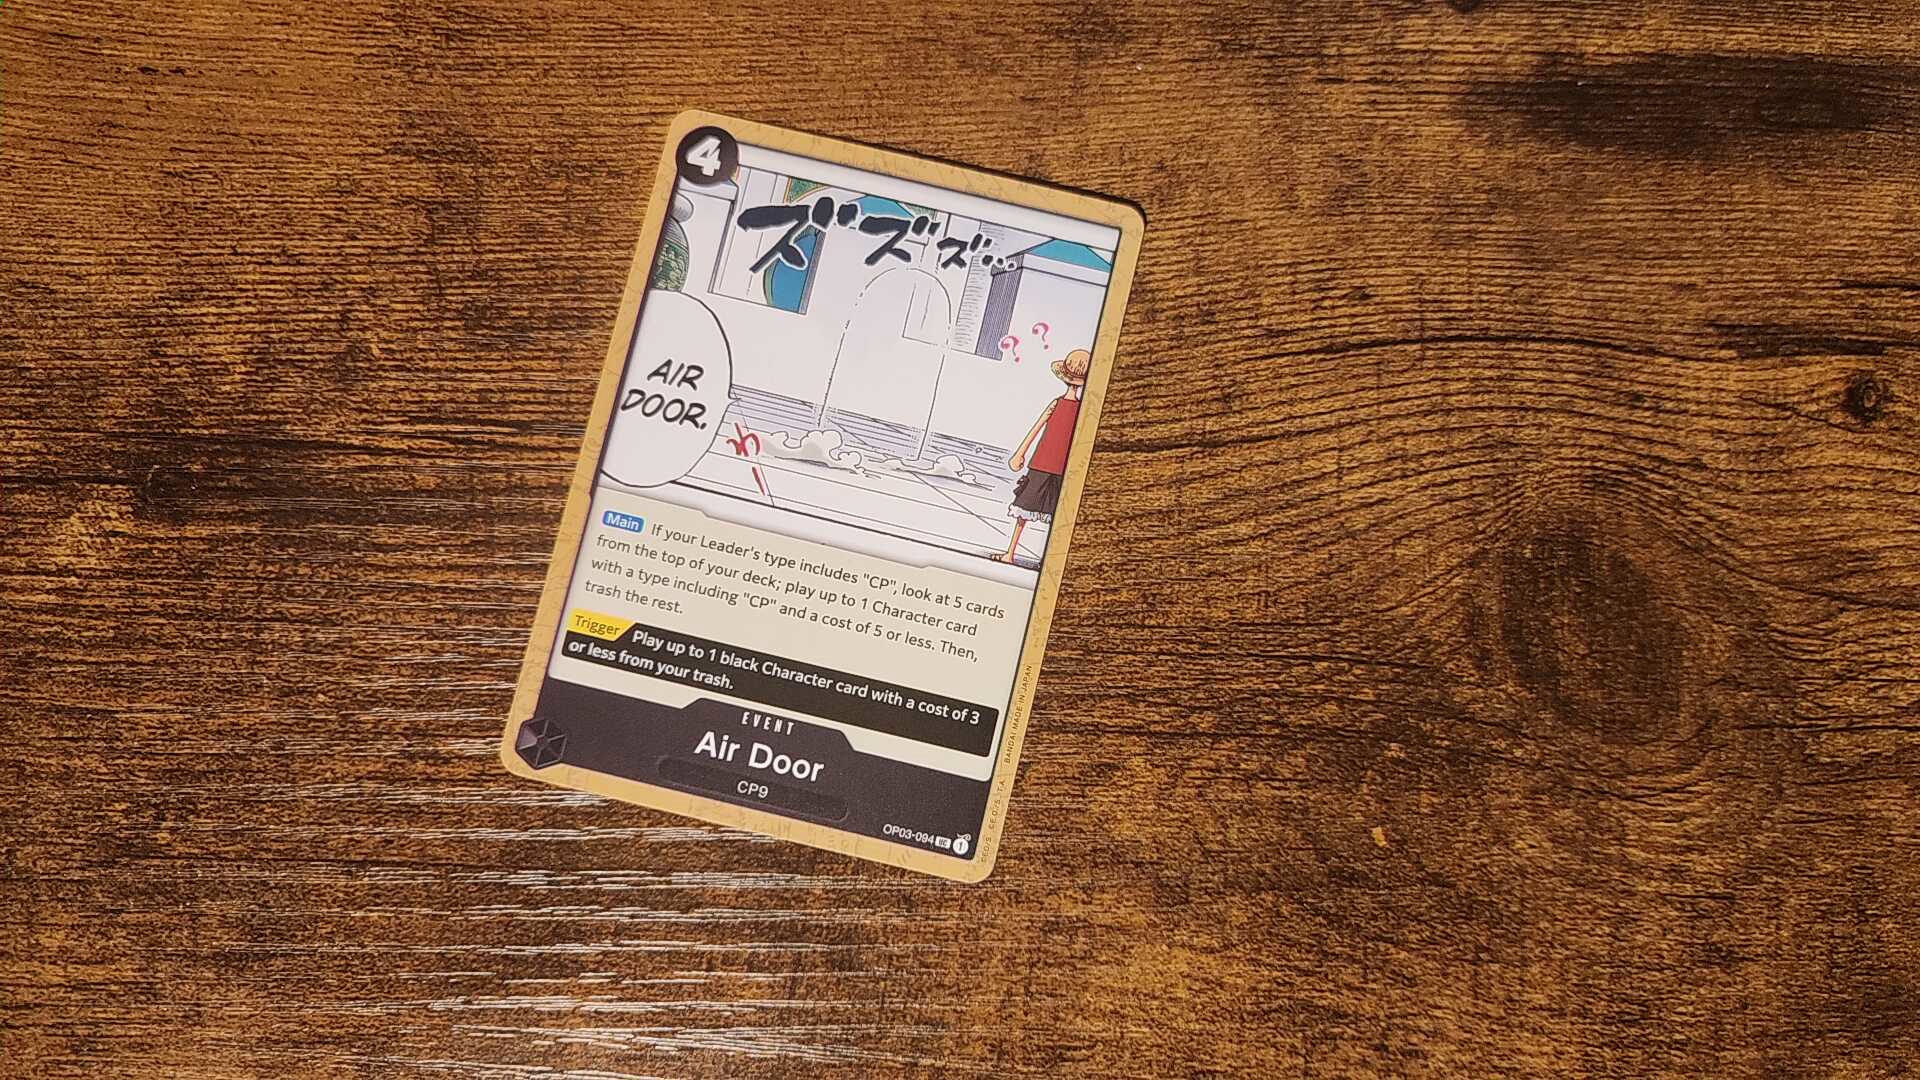 4
ズズズ…
? ?
AIR
DOOR.
Main If your Leader's type includes "CP", look at 5 cards
from the top of your deck; play up to 1 Character card
with a type including "CP" and a cost of 5 or less. Then,
trash the rest.
Trigger Play up to 1 black Character card with a cost of 3
or less from your trash.
EVENT
Air Door
CP9
OP03-094 UC 1
©E.O./S. ©E.O./S., T.A. BANDAI MADE IN JAPAN